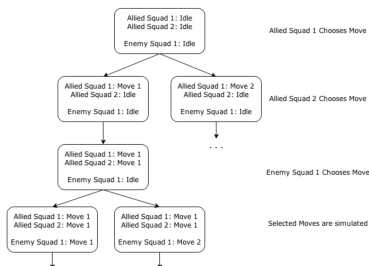 Allied Squad 1: Idle
Allied Squad 2: Idle
Enemy Squad 1: Idle
Allied Squad 1 Chooses Move
Allied Squad 1: Move 1
Allied Squad 2: Idle
Enemy Squad 1: Idle
Allied Squad 1: Move 2
Allied Squad 2: Idle
Enemy Squad 1: Idle
Allied Squad 2 Chooses Move
. . .
Allied Squad 1: Move 1
Allied Squad 2: Move 1
Enemy Squad 1: Idle
Enemy Squad 1 Chooses Move
Allied Squad 1: Move 1
Allied Squad 2: Move 1
Enemy Squad 1: Move 1
Allied Squad 1: Move 1
Allied Squad 2: Move 1
Enemy Squad 1: Move 2
Selected Moves are simulated